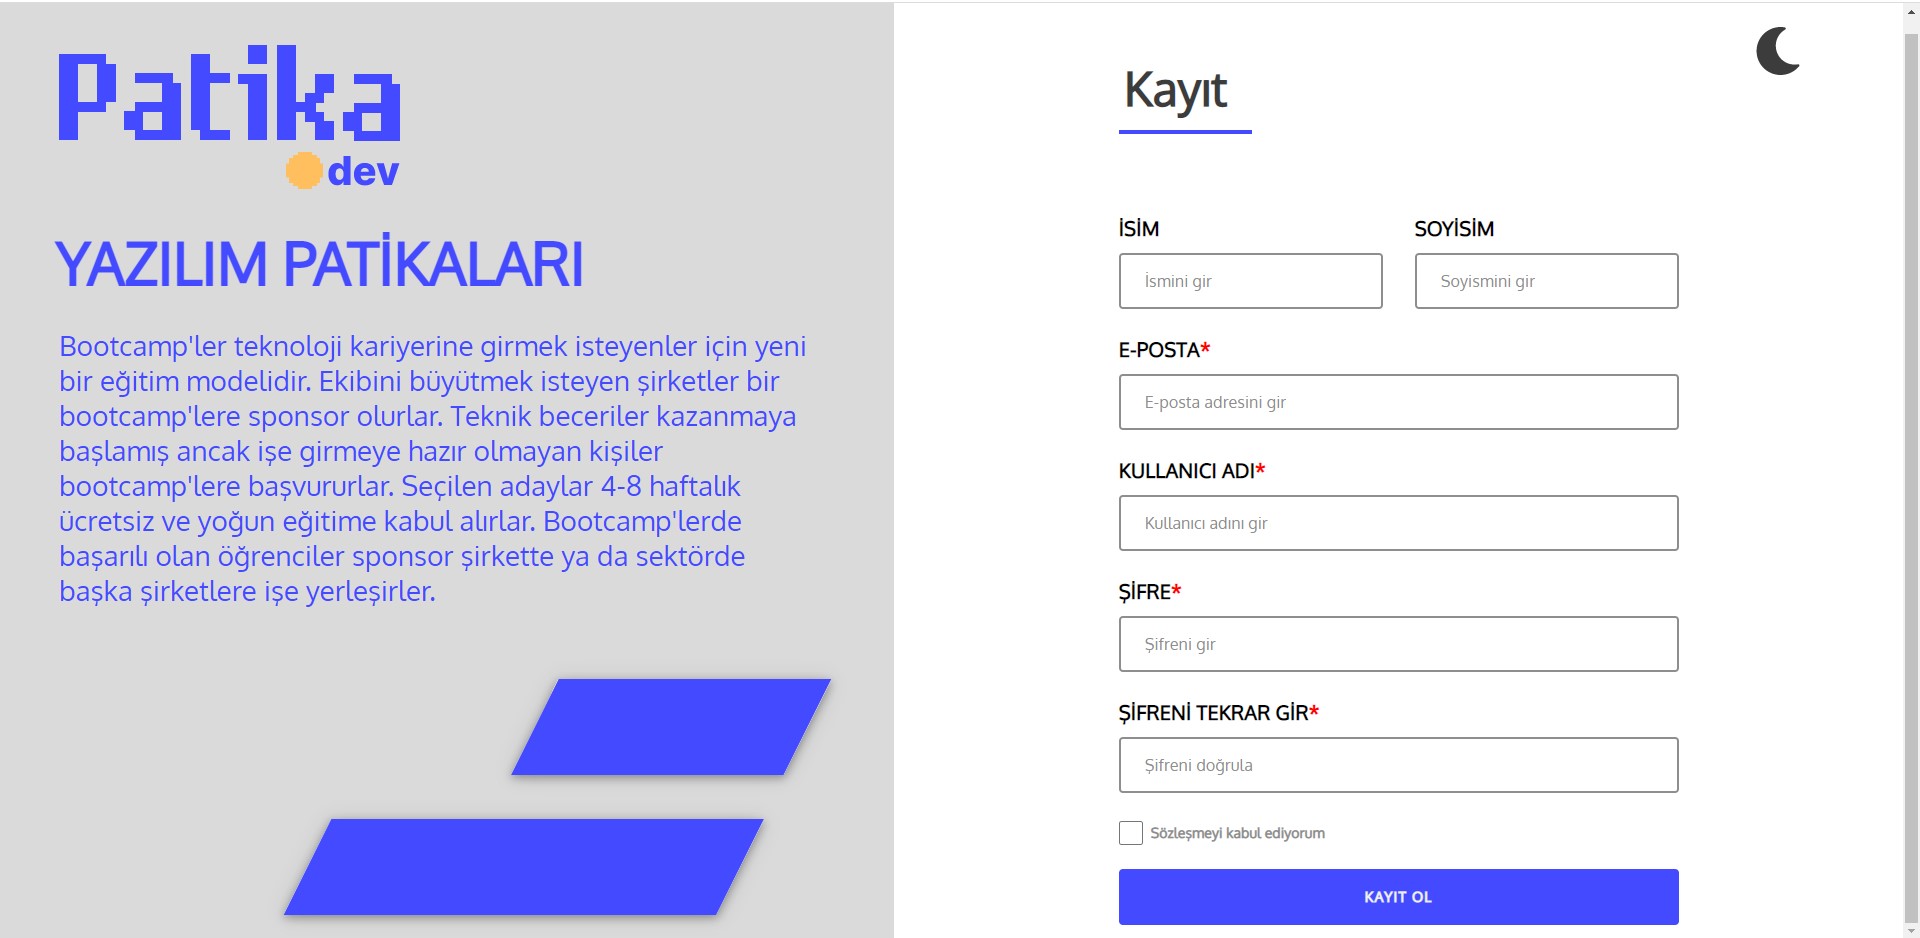 Patika
dev
YAZILIM PATİKALARI
Bootcamp'ler teknoloji kariyerine girmek isteyenler için yeni
bir eğitim modelidir. Ekibini büyütmek isteyen şirketler bir
bootcamp'lere sponsor olurlar. Teknik beceriler kazanmaya
başlamış ancak işe girmeye hazır olmayan kişiler
bootcamp'lere başvururlar. Seçilen adaylar 4-8 haftalık
ücretsiz ve yoğun eğitime kabul alırlar. Bootcamp'lerde
başarılı olan öğrenciler sponsor şirkette ya da sektörde
başka şirketlere işe yerleşirler.
Kayıt
İSİM
İsmini gir
SOYİSİM
Soyismini gir
E-POSTA*
E-posta adresini gir
KULLANICI ADI*
Kullanıcı adını gir
ŞİFRE*
Şifreni gir
ŞİFRENİ TEKRAR GİR*
Şifreni doğrula
Sözleşmeyi kabul ediyorum
KAYIT OL